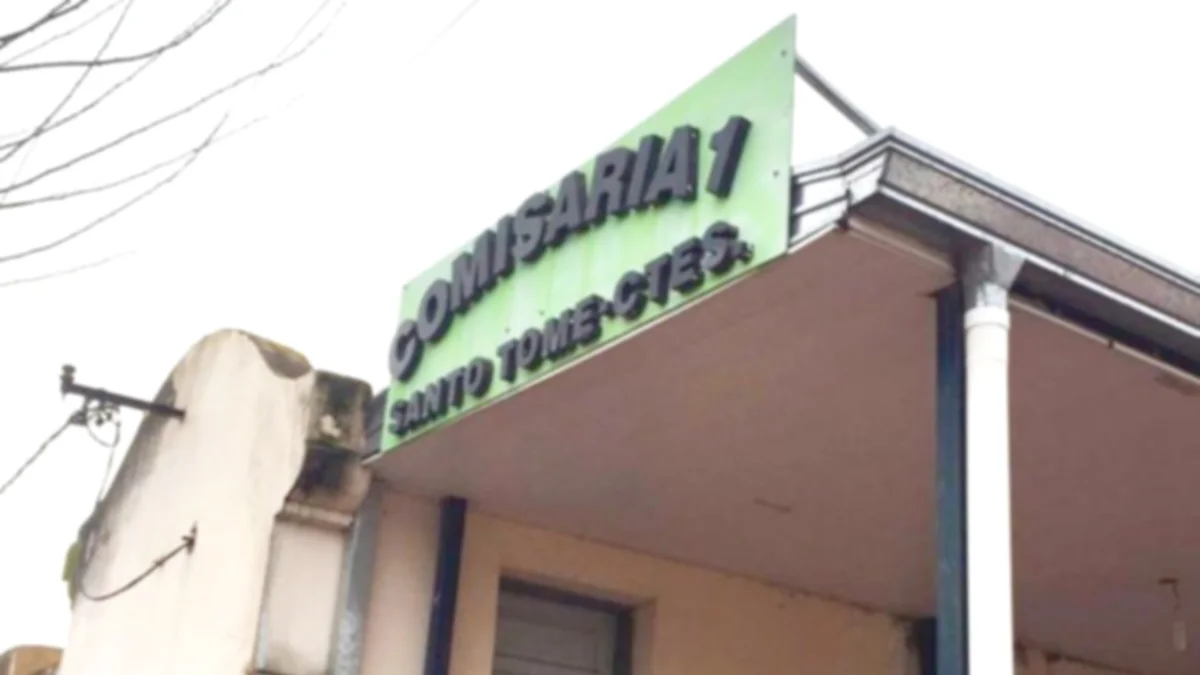 COMISARIA 1
SANTO TOME-CTES.